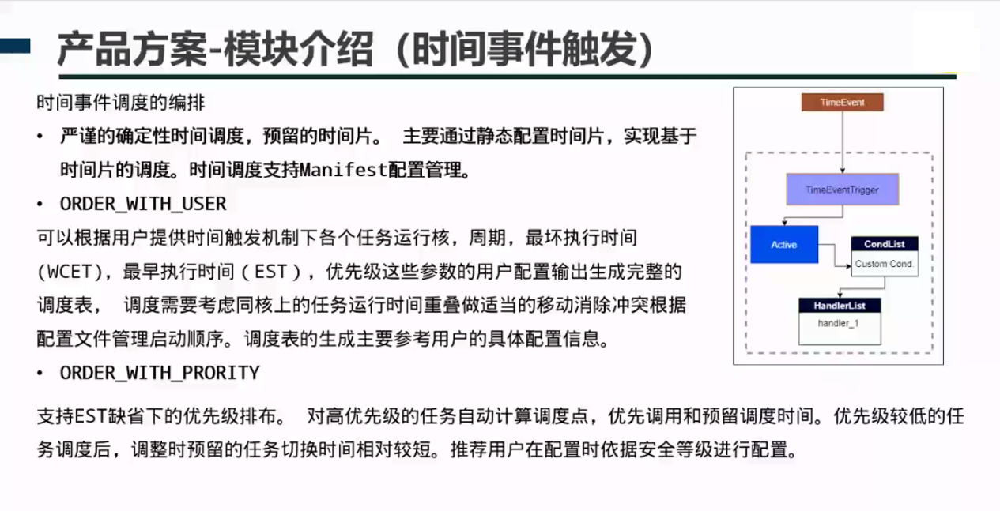 产品方案-模块介绍（时间事件触发）
时间事件调度的编排
• 严谨的确定性时间调度，预留的时间片。 主要通过静态配置时间片，实现基于
时间片的调度。时间调度支持Manifest配置管理。
• ORDER_WITH_USER
可以根据用户提供时间触发机制下各个任务运行核，周期，最坏执行时间
(WCET)，最早执行时间（EST），优先级这些参数的用户配置输出生成完整的
调度表， 调度需要考虑同核上的任务运行时间重叠做适当的移动消除冲突根据
配置文件管理启动顺序。调度表的生成主要参考用户的具体配置信息。
• ORDER_WITH_PRORITY
支持EST缺省下的优先级排布。 对高优先级的任务自动计算调度点，优先调用和预留调度时间。优先级较低的任
务调度后，调整时预留的任务切换时间相对较短。推荐用户在配置时依据安全等级进行配置。
TimeEvent
TimeEventTrigger
Active
CondList
Custom Cond.
HandlerList
handler_1